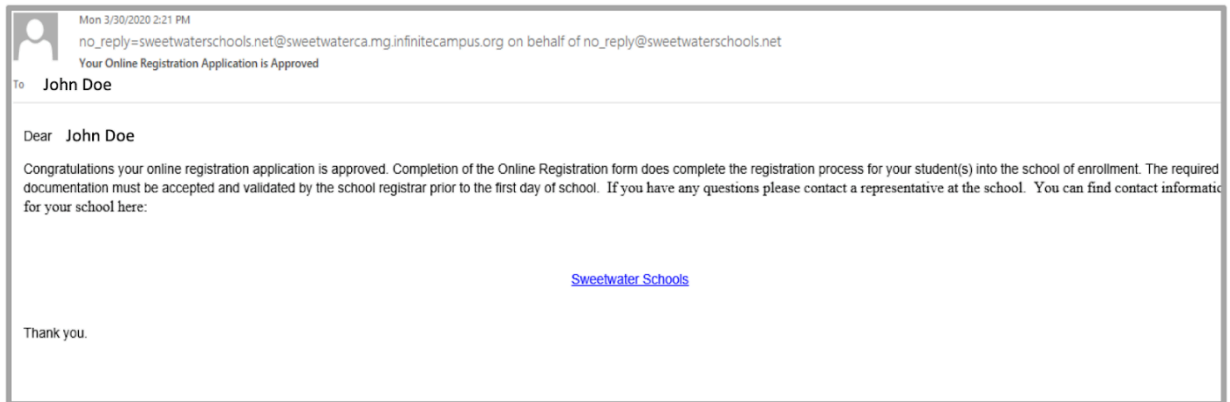 Mon 3/30/2020 2:21 PM
no_reply=sweetwaterschools.net@sweetwaterca.mg.infinitecampus.org on behalf of no_reply@sweetwaterschools.net
Your Online Registration Application is Approved
To John Doe
Dear John Doe
Congratulations your online registration application is approved. Completion of the Online Registration form does complete the registration process for your student(s) into the school of enrollment. The required
documentation must be accepted and validated by the school registrar prior to the first day of school. If you have any questions please contact a representative at the school. You can find contact informatio
for your school here:
Sweetwater Schools
Thank you.